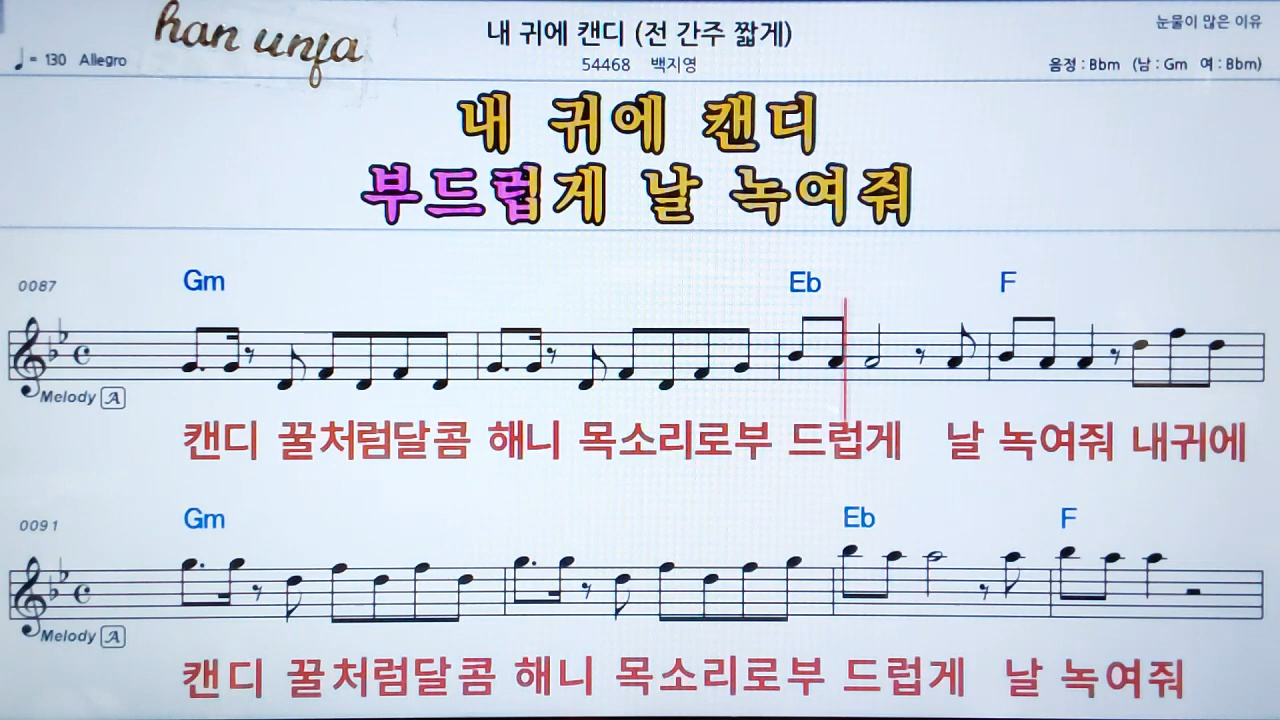 han unfa
내 귀에 캔디 (전 간주 짧게)
눈물이 많은 이유
♩= 130 Allegro
54468 백지영
음정 : Bbm (남 : Gm 여 : Bbm)
내 귀에 캔디
부드럽게 날 녹여줘
0087
Gm Eb F
Melody A
캔디 꿀처럼달콤 해니 목소리로부 드럽게 날 녹여줘 내귀에
0091
Gm Eb F
Melody A
캔디 꿀처럼달콤 해니 목소리로부 드럽게 날 녹여줘